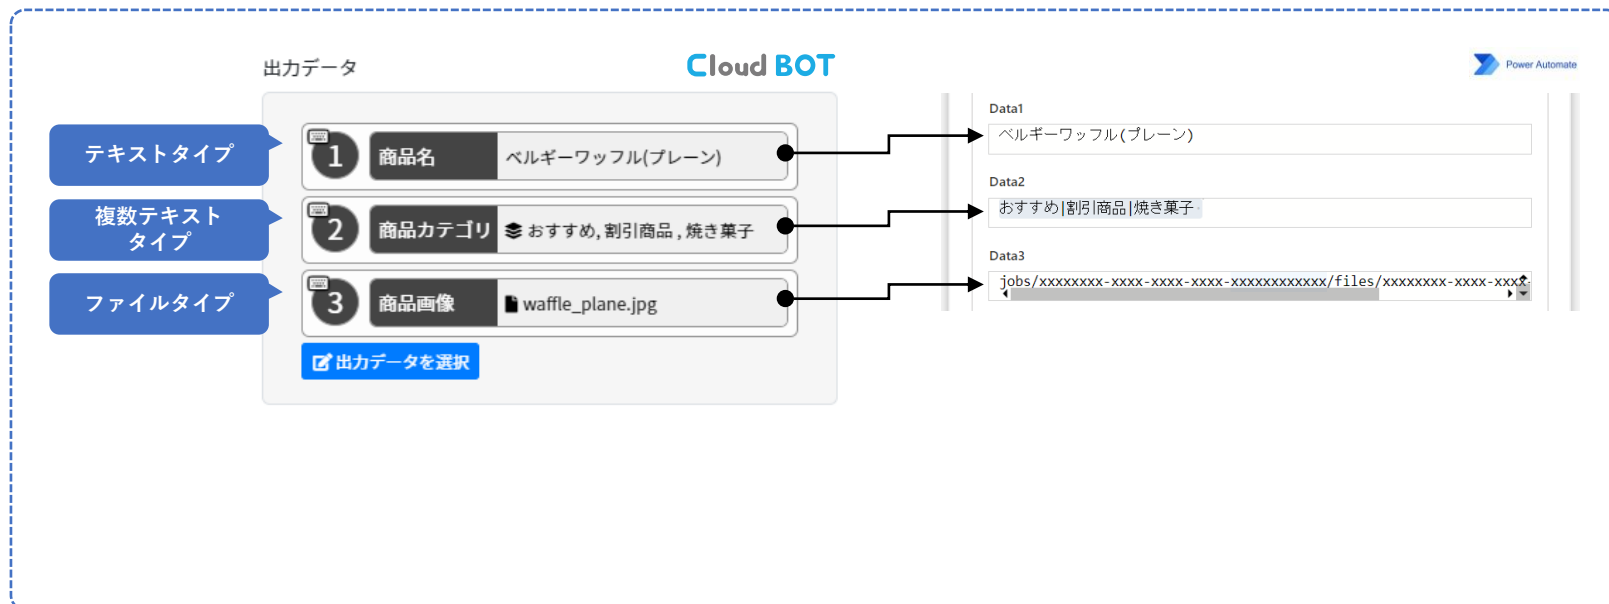 出力データ
Cloud BOT
Power Automate
テキストタイプ
1 商品名 ベルギーワッフル(プレーン)
複数テキスト
タイプ
2 商品カテゴリ おすすめ, 割引商品 , 焼き菓子
ファイルタイプ
3 商品画像 waffle_plane.jpg
出力データを選択
Data1
ベルギーワッフル(プレーン)
Data2
おすすめ|割引商品|焼き菓子
Data3
jobs/xxxxxxxx-xxxx-xxxx-xxxx-xxxxxxxxxxxx/files/xxxxxxxx-xxxx-xxxx-